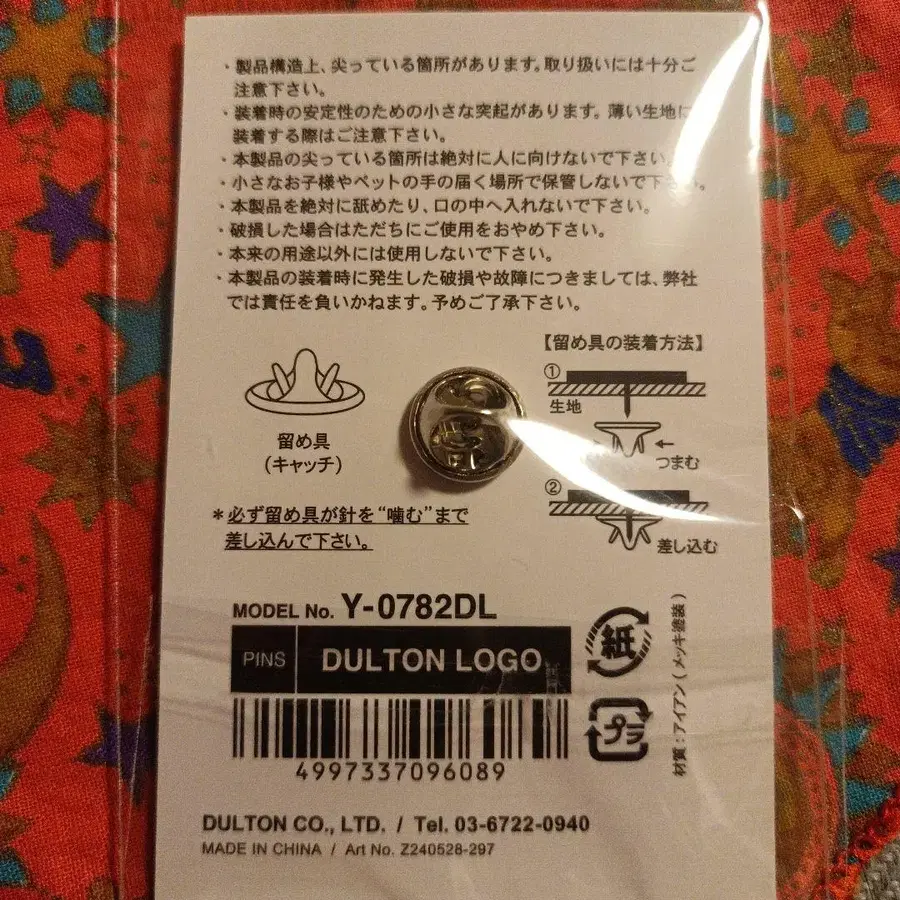 ・製品構造上、尖っている箇所があります。取り扱いには十分ご
注意下さい。
・装着時の安定性のための小さな突起があります。薄い生地に
装着する際はご注意下さい。
・本製品の尖っている箇所は絶対に人に向けないで下さい。
・小さなお子様やペットの手の届く場所で保管しないで下さい。
・本製品を絶対に舐めたり、口の中へ入れないで下さい。
・破損した場合はただちにご使用をおやめ下さい。
・本来の用途以外には使用しないで下さい。
・本製品の装着時に発生した破損や故障につきましては、弊社
では責任を負いかねます。予めご了承下さい。
【留め具の装着方法】
①
生地
つまむ
②
差し込む
留め具
(キャッチ)
*必ず留め具が針を“噛む”まで
差し込んで下さい。
MODEL No. Y-0782DL
PINS DULTON LOGO
紙
プラ
材質:アイアン(メッキ塗装)
4997337096089
DULTON CO., LTD. / Tel. 03-6722-0940
MADE IN CHINA / Art No. Z240528-297